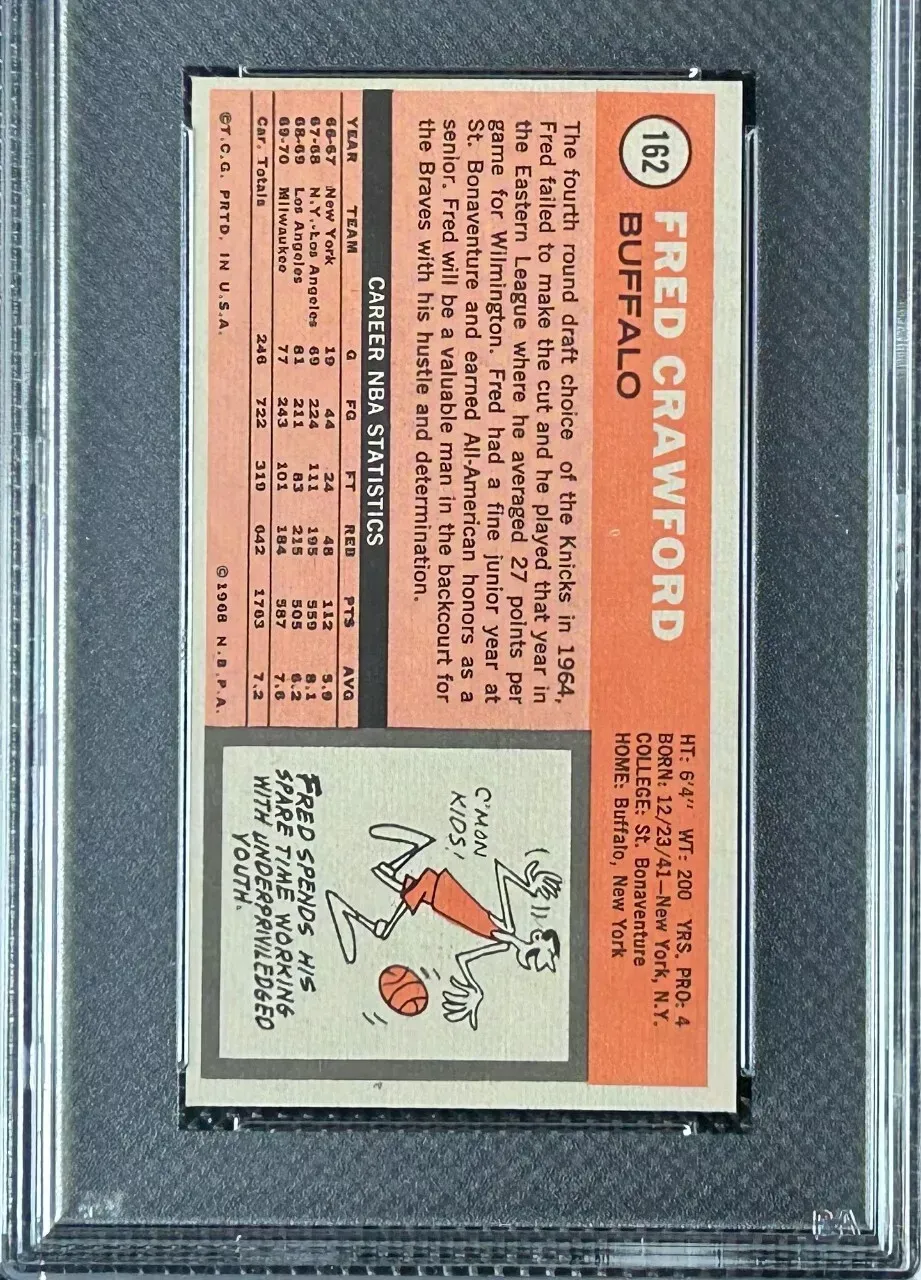 162
FRED CRAWFORD
BUFFALO
HT: 6'4" WT: 200 YRS. PRO: 4
BORN: 12/23/41—New York, N.Y.
COLLEGE: St. Bonaventure
HOME: Buffalo, New York
The fourth round draft choice of the Knicks in 1964,
Fred failed to make the cut and he played that year in
the Eastern League where he averaged 27 points per
game for Wilmington. Fred had a fine junior year at
St. Bonaventure and earned All-American honors as a
senior. Fred will be a valuable man in the backcourt for
the Braves with his hustle and determination.
CAREER NBA STATISTICS
YEAR TEAM G FG FT REB PTS AVG
66-67 New York 19 44 24 48 112 5.9
67-68 N.Y.-Los Angeles 69 224 111 195 559 8.1
68-69 Los Angeles 81 211 83 215 505 6.2
69-70 Milwaukee 77 243 101 184 587 7.6
Car. Totals 246 722 319 642 1763 7.2
©T.C.G. PRTD. IN U.S.A. ©1968 N.B.P.A.
C'MON
KIDS!
FRED SPENDS HIS
SPARE TIME WORKING
WITH UNDERPRIVILEDGED
YOUTH.